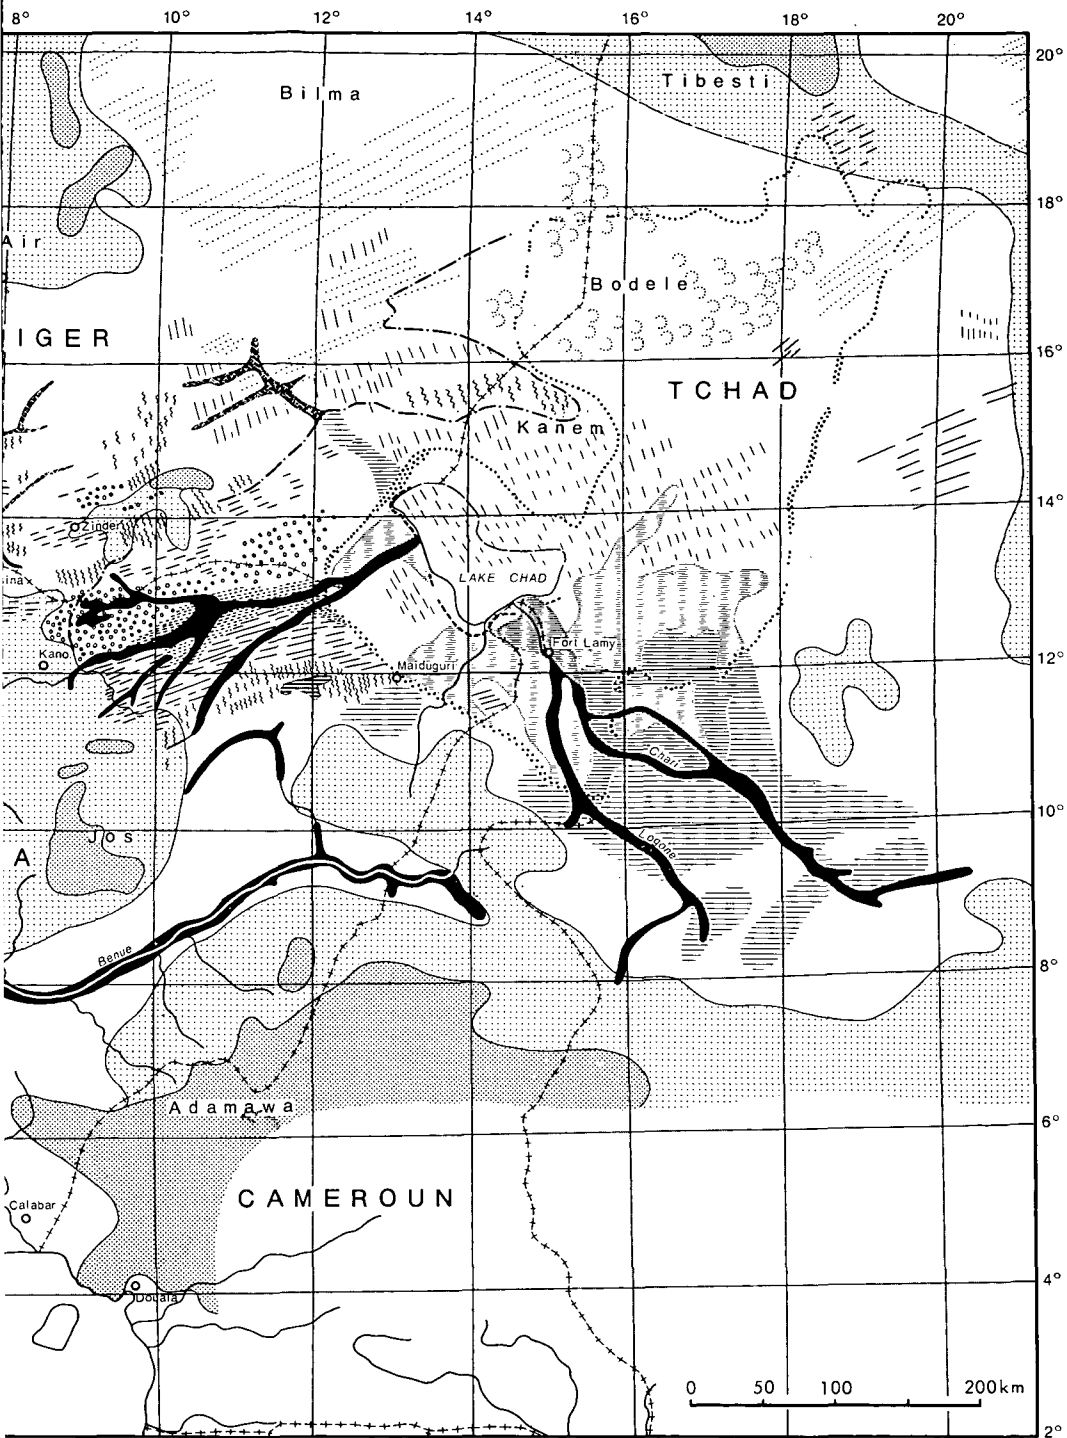 8° 10° 12° 14° 16° 18° 20°
20°
Tibesti
Bilma
18°
Air
Bodele
IGER
16°
TCHAD
Kanem
14°
Zinder
LAKE CHAD
sina
Fort Lamy
Kano
12°
Maiduguri
Chari
10°
Jos
Logone
A
Benue
8°
Adamawa
6°
CAMEROUN
Calabar
4°
Douala
0 50 100 200km
2°